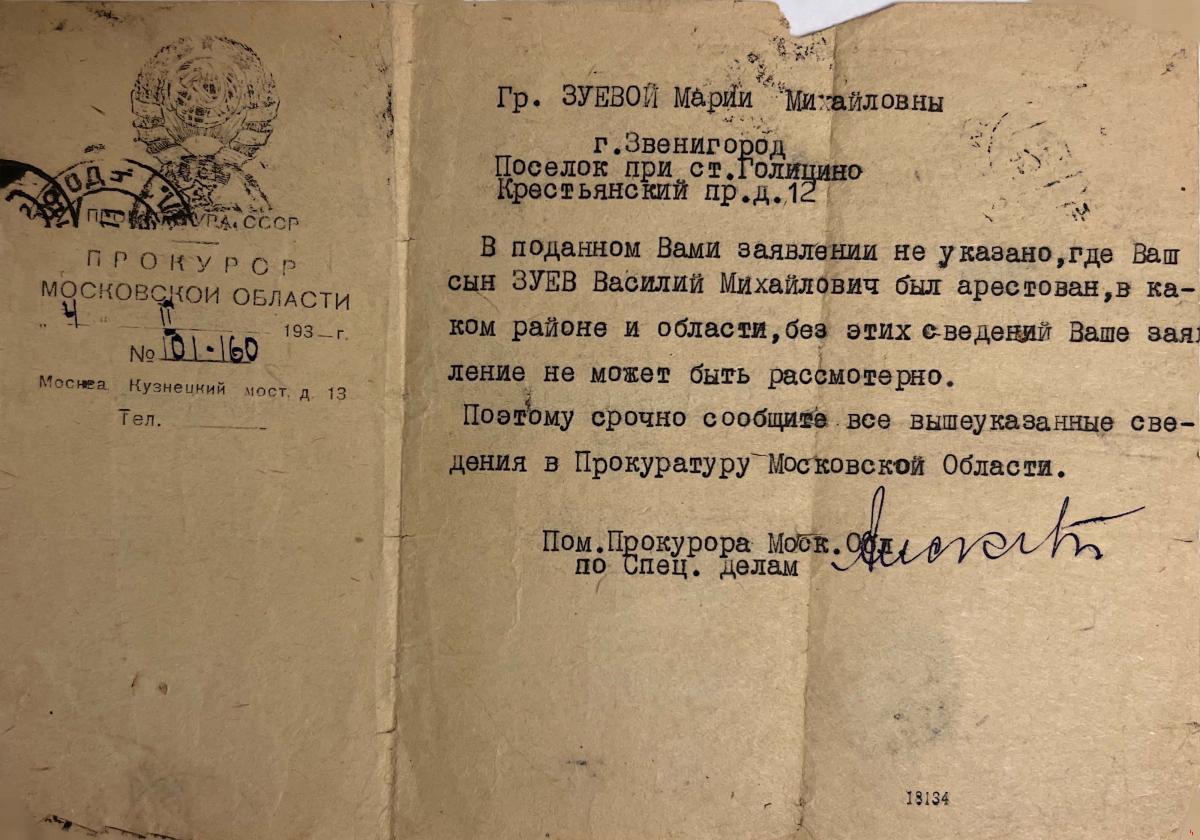 ПРОКУРАТУРА СССР
ПРОКУРОР
МОСКОВСКОЙ ОБЛАСТИ
„4 II 193 г.
№ 101-160
Москва Кузнецкий мост, д. 13
Тел.
Гр. ЗУЕВОЙ Марии Михайловны
г.Звенигород
Поселок при ст.Голицино
Крестьянский пр.д.12
В поданном Вами заявлении не указано,где Ваш
сын ЗУЕВ Василий Михайлович был арестован,в ка-
ком районе и области,без этих сведений Ваше заяв
ление не может быть рассмотерно.
Поэтому срочно сообщите все вышеуказанные све-
дения в Прокуратуру Московской Области.
Пом.Прокурора Моск.Обл.
по Спец. делам
18134